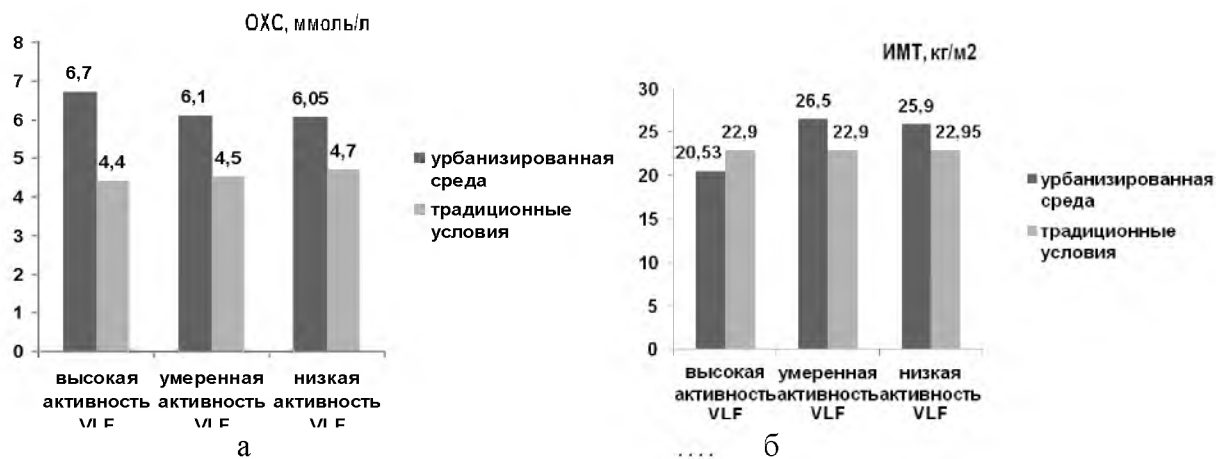 ОХС, ммоль/л
8
7
6
5
4
3
2
1
0
6,7
4,4
6,1
4,5
6,05
4,7
высокая
активность
VLF
умеренная
активность
VLF
низкая
активность
VLF
урбанизированная
среда
традиционные
условия
а
ИМТ, кг/м2
30
25
20
15
10
5
0
20,53
22,9
26,5
22,9
25,9
22,95
высокая
активность
VLF
умеренная
активность
VLF
низкая
активность
VLF
урбанизированная
среда
традиционные
условия
.... б